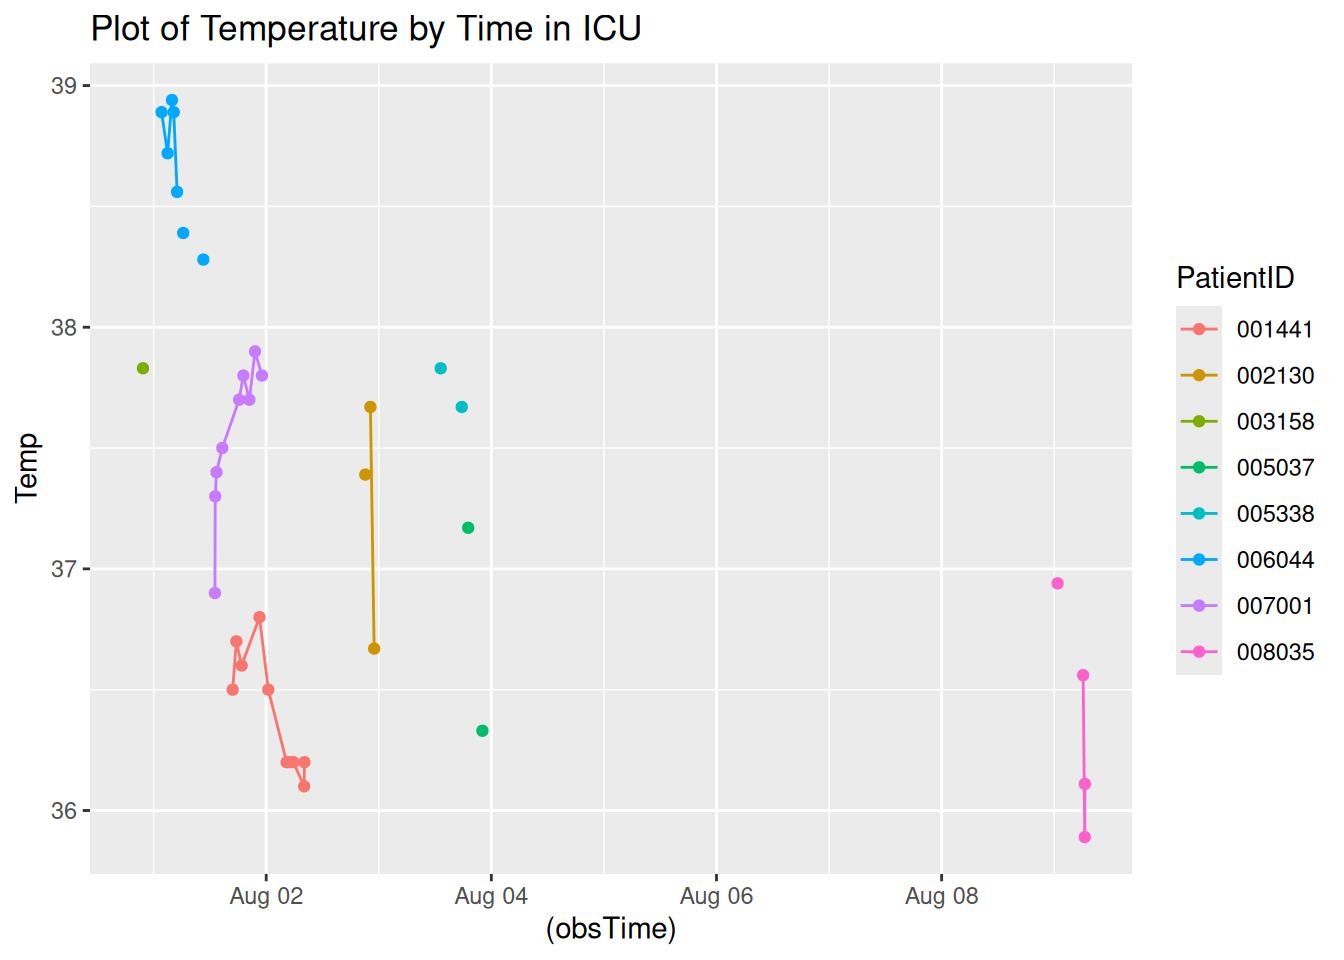 Plot of Temperature by Time in ICU
39
38
37
36
Temp
Aug 02
Aug 04
Aug 06
Aug 08
(obsTime)
PatientID
001441
002130
003158
005037
005338
006044
007001
008035